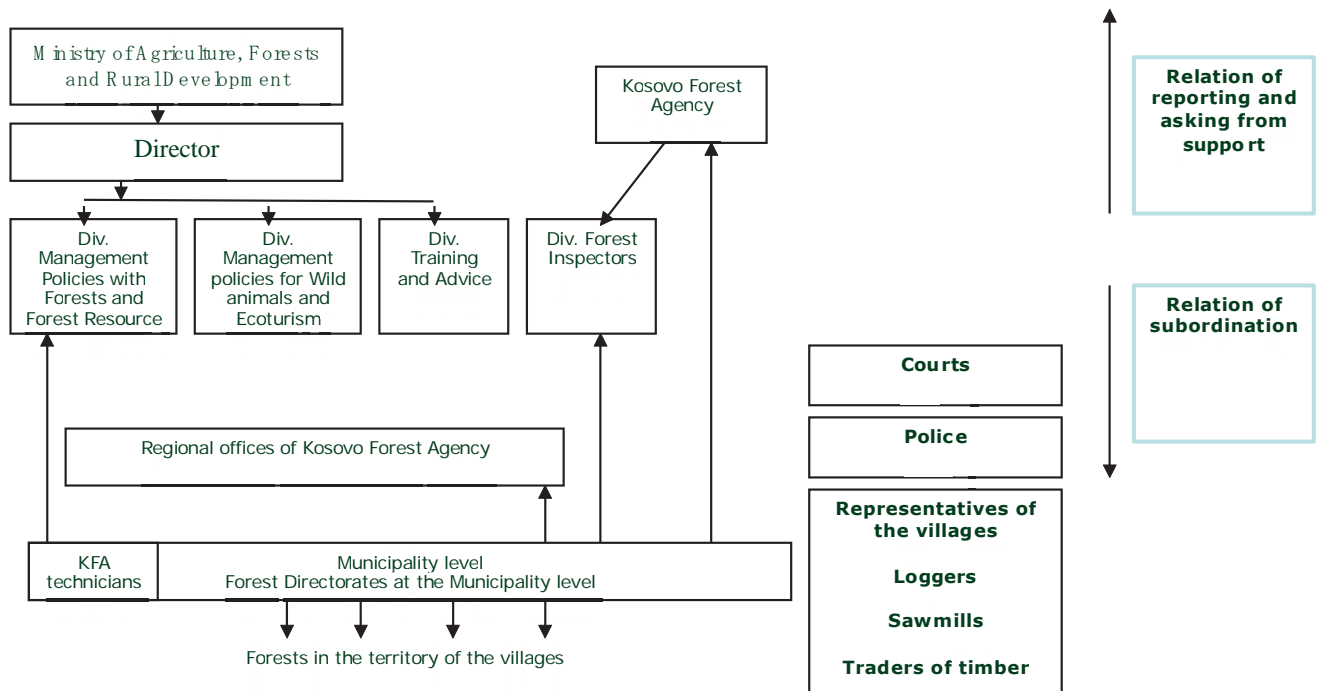 Ministry of Agriculture, Forests
and Rural Development
Director
Kosovo Forest
Agency
Div.
Management
Policies with
Forests and
Forest Resource
Div.
Management
policies for Wild
animals and
Ecoturism
Div.
Training
and Advice
Div. Forest
Inspectors
Regional offices of Kosovo Forest Agency
KFA
technicians
Municipality level
Forest Directorates at the Municipality level
Forests in the territory of the villages
Courts
Police
Representatives of
the villages
Loggers
Sawmills
Traders of timber
Relation of
reporting and
asking from
support
Relation of
subordination